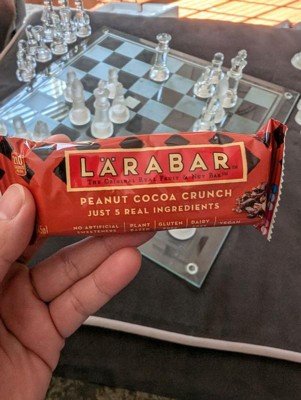 LÄRABAR
THE ORIGINAL FRUIT & NUT BAR
PEANUT COCOA CRUNCH
JUST 5 REAL INGREDIENTS
NO ARTIFICIAL PLANT GLUTEN DAIRY VEGAN
SWEETENERS